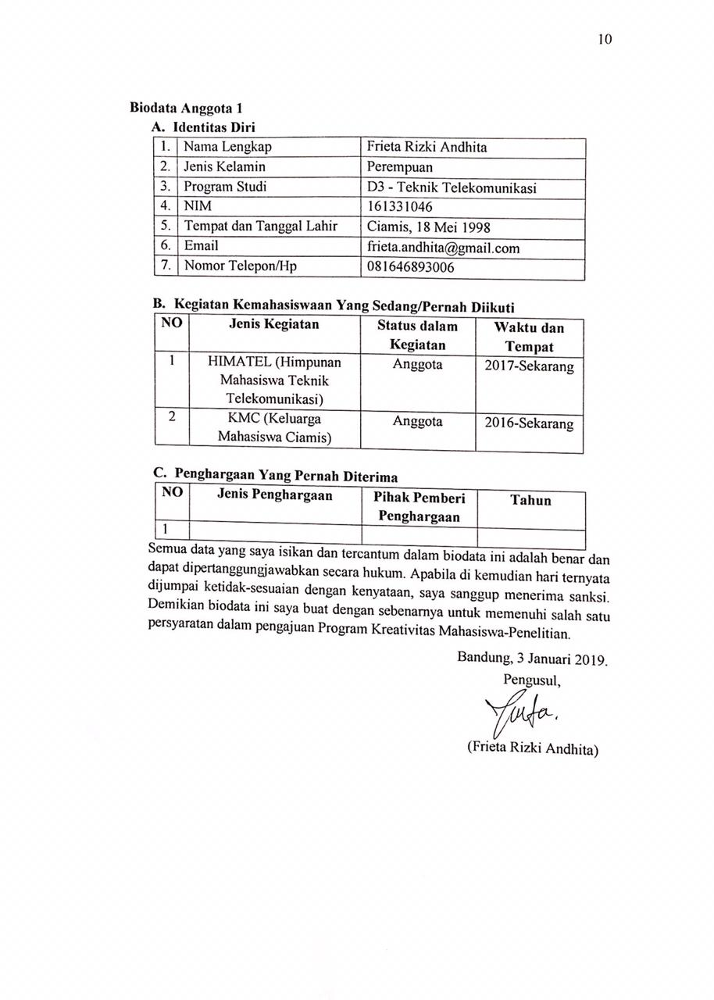 10
Biodata Anggota 1
A. Identitas Diri
1. Nama Lengkap Frieta Rizki Andhita
2. Jenis Kelamin Perempuan
3. Program Studi D3 - Teknik Telekomunikasi
4. NIM 161331046
5. Tempat dan Tanggal Lahir Ciamis, 18 Mei 1998
6. Email frieta.andhita@gmail.com
7. Nomor Telepon/Hp 081646893006
B. Kegiatan Kemahasiswaan Yang Sedang/Pernah Diikuti
NO Jenis Kegiatan Status dalam Waktu dan
Kegiatan Tempat
1 HIMATEL (Himpunan Anggota 2017-Sekarang
Mahasiswa Teknik
Telekomunikasi)
2 KMC (Keluarga Anggota 2016-Sekarang
Mahasiswa Ciamis)
C. Penghargaan Yang Pernah Diterima
NO Jenis Penghargaan Pihak Pemberi Tahun
Penghargaan
1
Semua data yang saya isikan dan tercantum dalam biodata ini adalah benar dan
dapat dipertanggungjawabkan secara hukum. Apabila di kemudian hari ternyata
dijumpai ketidak-sesuaian dengan kenyataan, saya sanggup menerima sanksi.
Demikian biodata ini saya buat dengan sebenarnya untuk memenuhi salah satu
persyaratan dalam pengajuan Program Kreativitas Mahasiswa-Penelitian.
Bandung, 3 Januari 2019.
Pengusul,
(Frieta Rizki Andhita)